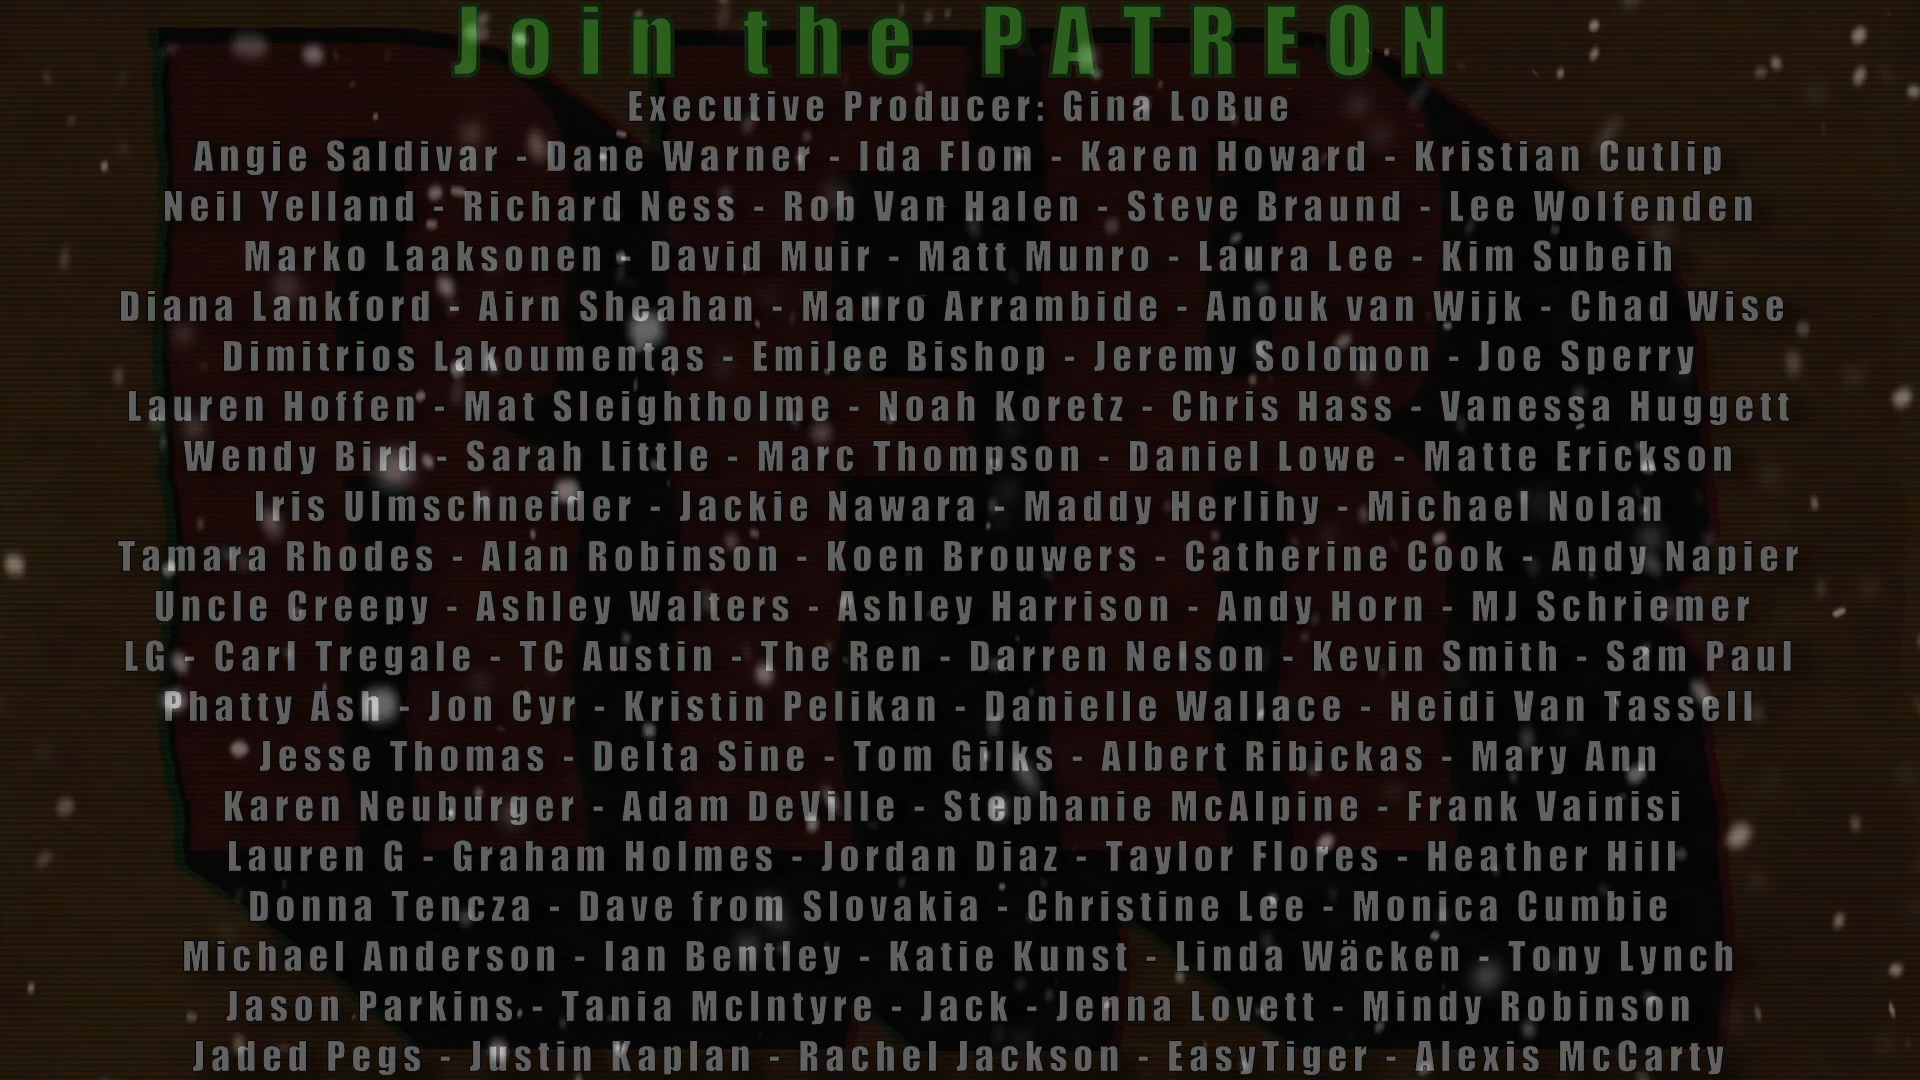 Join the PATREON
Executive Producer: Gina LoBue
Angie Saldivar - Dane Warner - Ida Flom - Karen Howard - Kristian Cutlip
Neil Yelland - Richard Ness - Rob Van Halen - Steve Braund - Lee Wolfenden
Marko Laaksonen - David Muir - Matt Munro - Laura Lee - Kim Subeih
Diana Lankford - Airn Sheahan - Mauro Arrambide - Anouk van Wijk - Chad Wise
Dimitrios Lakoumentas - Emilee Bishop - Jeremy Solomon - Joe Sperry
Lauren Hoffen - Mat Sleightholme - Noah Koretz - Chris Hass - Vanessa Huggett
Wendy Bird - Sarah Little - Marc Thompson - Daniel Lowe - Matte Erickson
Iris Ulmschneider - Jackie Nawara - Maddy Herlihy - Michael Nolan
Tamara Rhodes - Alan Robinson - Koen Brouwers - Catherine Cook - Andy Napier
Uncle Creepy - Ashley Walters - Ashley Harrison - Andy Horn - MJ Schriemer
LG - Carl Tregale - TC Austin - The Ren - Darren Nelson - Kevin Smith - Sam Paul
Phatty Ash - Jon Cyr - Kristin Pelikan - Danielle Wallace - Heidi Van Tassell
Jesse Thomas - Delta Sine - Tom Gilks - Albert Ribickas - Mary Ann
Karen Neuburger - Adam DeVille - Stephanie McAlpine - Frank Vainisi
Lauren G - Graham Holmes - Jordan Diaz - Taylor Flores - Heather Hill
Donna Tencza - Dave from Slovakia - Christine Lee - Monica Cumbie
Michael Anderson - Ian Bentley - Katie Kunst - Linda Wäcken - Tony Lynch
Jason Parkins - Tania McIntyre - Jack - Jenna Lovett - Mindy Robinson
Jaded Pegs - Justin Kaplan - Rachel Jackson - EasyTiger - Alexis McCarty